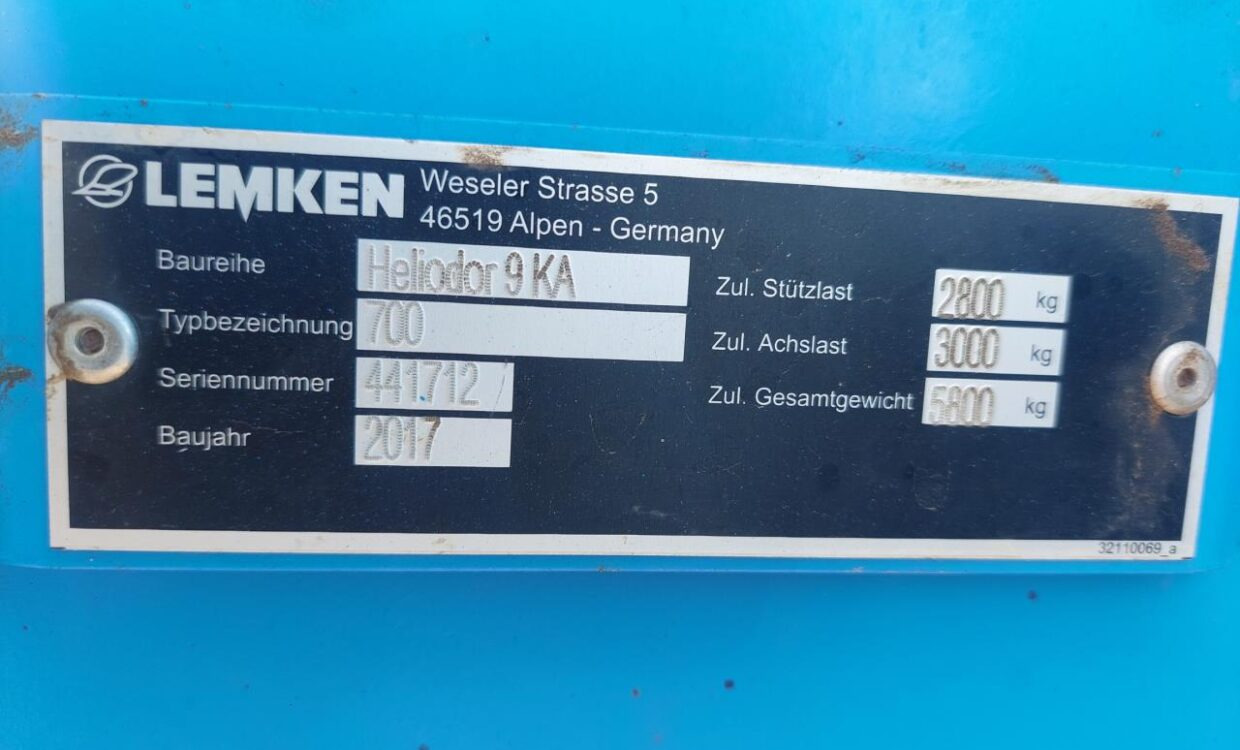 LEMKEN Weseler Strasse 5
46519 Alpen - Germany
Baureihe Heliodor 9 KA
Typbezeichnung 700
Seriennummer 441712
Baujahr 2017
Zul. Stützlast 2800 kg
Zul. Achslast 3000 kg
Zul. Gesamtgewicht 5800 kg
32110069_a